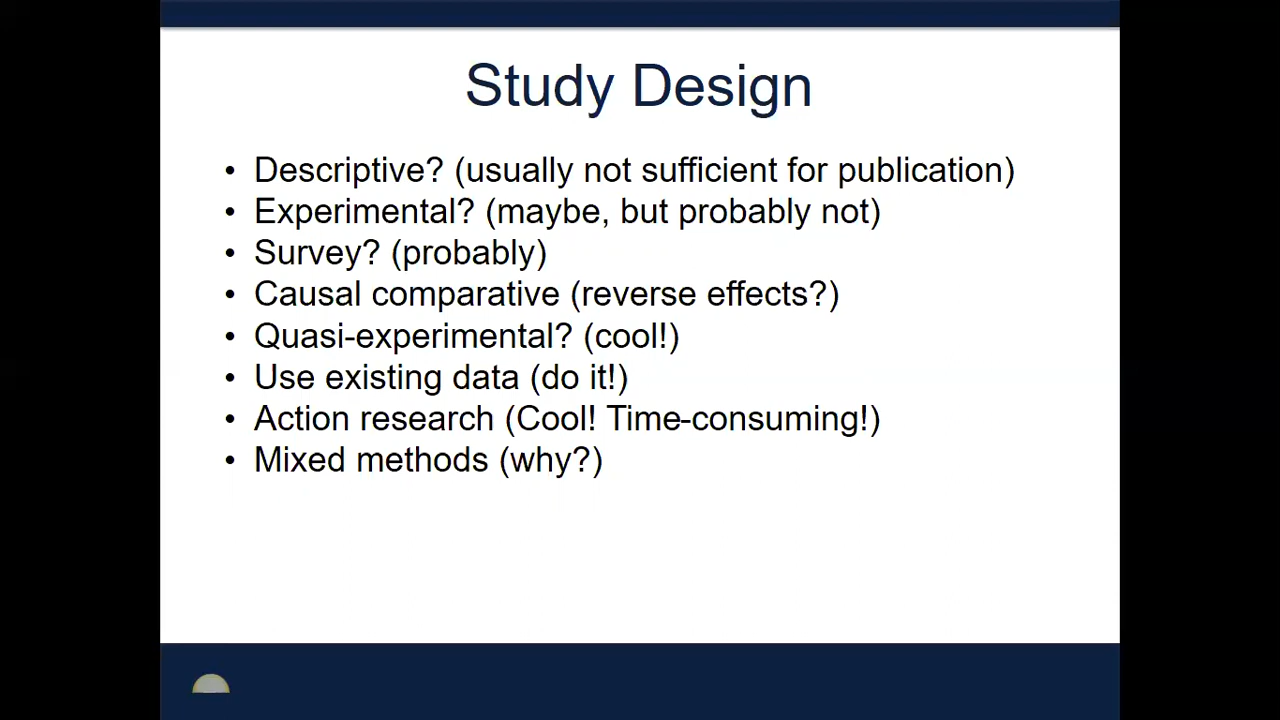 Study Design
• Descriptive? (usually not sufficient for publication)
• Experimental? (maybe, but probably not)
• Survey? (probably)
• Causal comparative (reverse effects?)
• Quasi-experimental? (cool!)
• Use existing data (do it!)
• Action research (Cool! Time-consuming!)
• Mixed methods (why?)